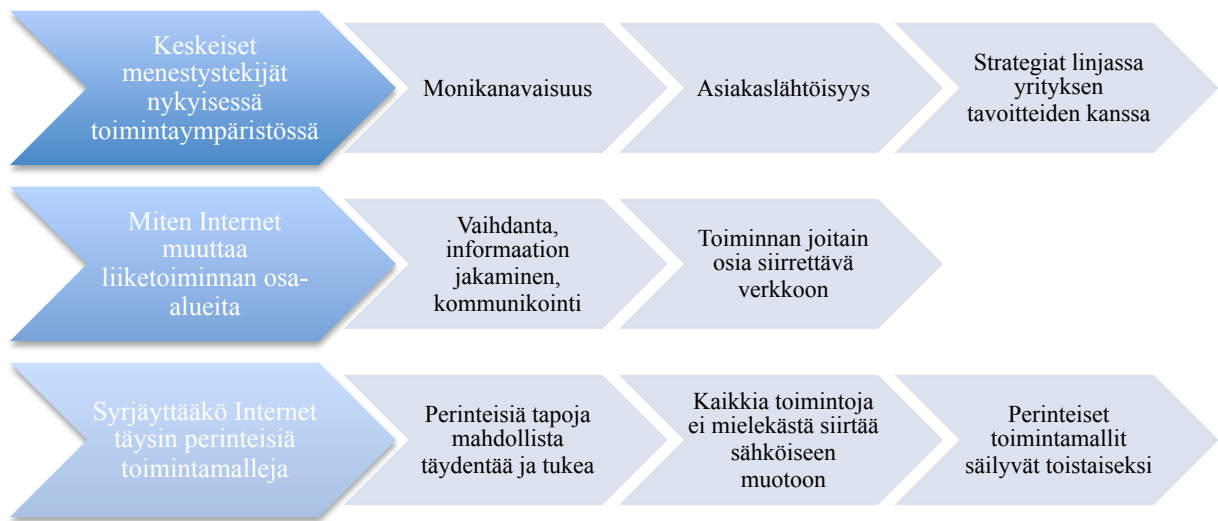 Keskeiset
menestystekijät
nykyisessä
toimintaympäristössä
Monikanavaisuus
Asiakaslähtöisyys
Strategiat linjassa
yrityksen
tavoitteiden kanssa
Miten Internet
muuttaa
liiketoiminnan osa-
alueita
Vaihdanta,
informaation
jakaminen,
kommunikointi
Toiminnan joitain
osia siirrettävä
verkkoon
Syrjäyttääkö Internet
täysin perinteisiä
toimintamalleja
Perinteisiä tapoja
mahdollista
täydentää ja tukea
Kaikkia toimintoja
ei mielekästä siirtää
sähköiseen
muotoon
Perinteiset
toimintamallit
säilyvät toistaiseksi